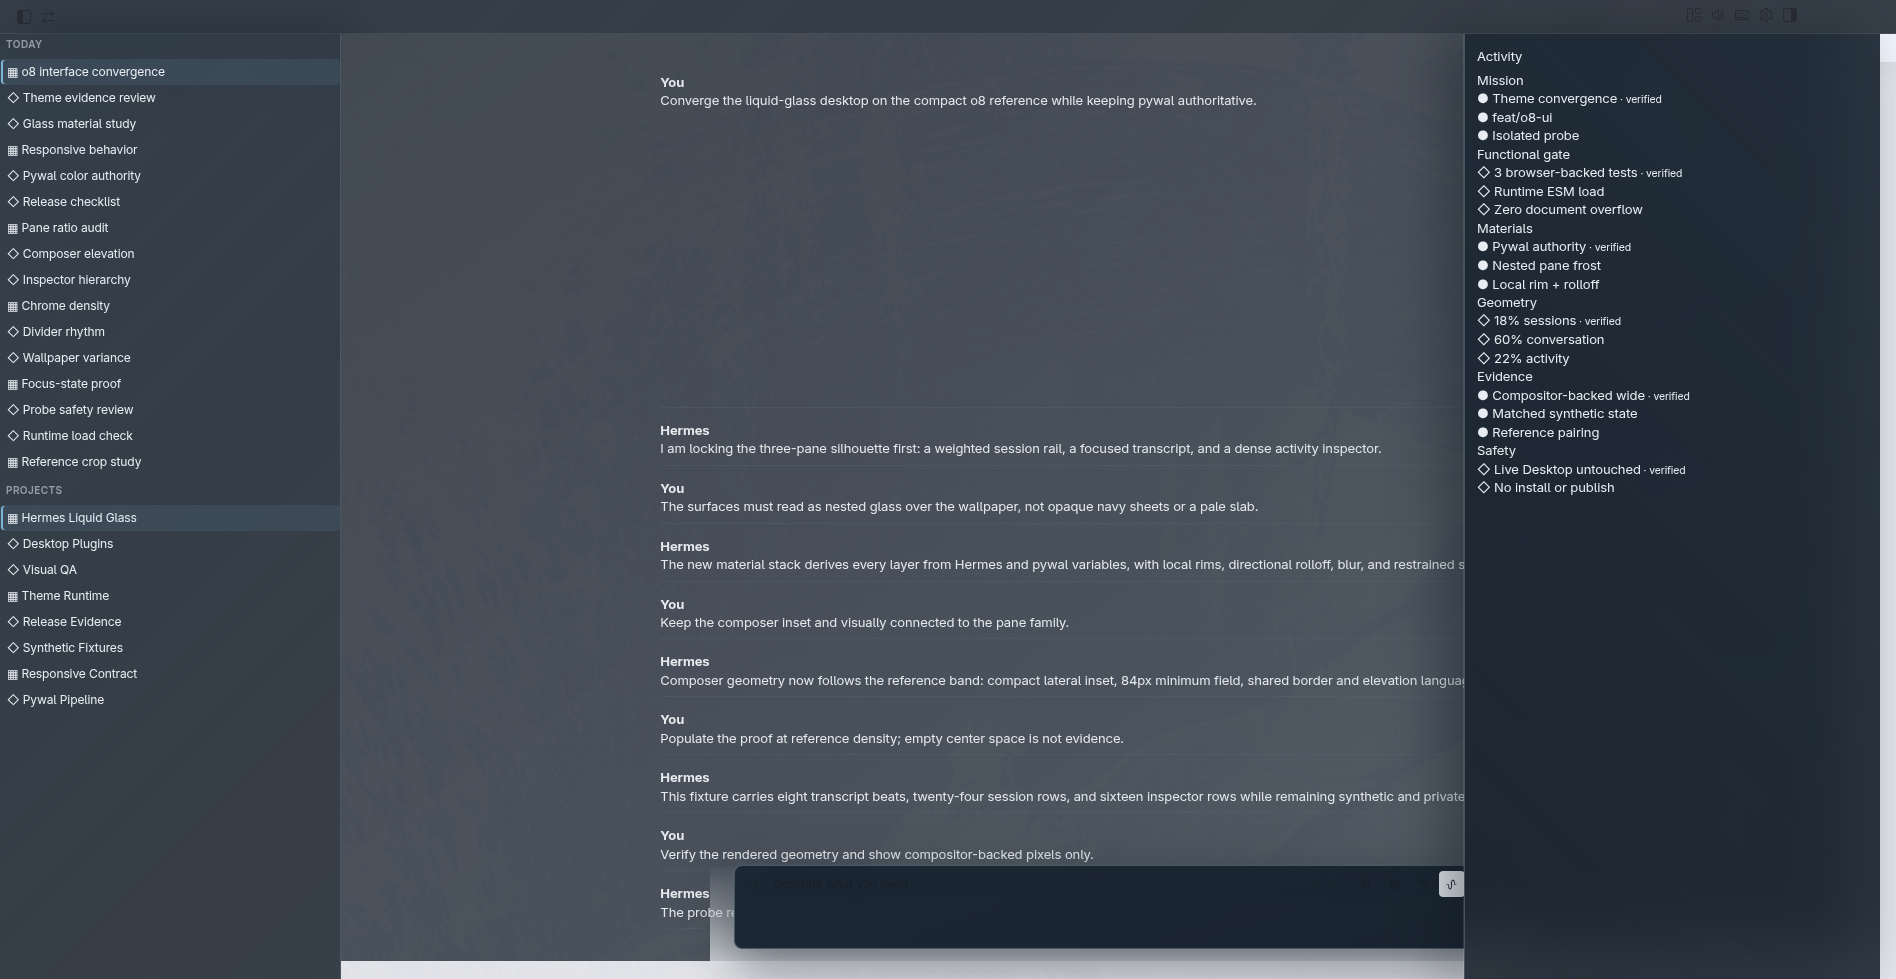 TODAY
o8 interface convergence
Theme evidence review
Glass material study
Responsive behavior
Pywal color authority
Release checklist
Pane ratio audit
Composer elevation
Inspector hierarchy
Chrome density
Divider rhythm
Wallpaper variance
Focus-state proof
Probe safety review
Runtime load check
Reference crop study
PROJECTS
Hermes Liquid Glass
Desktop Plugins
Visual QA
Theme Runtime
Release Evidence
Synthetic Fixtures
Responsive Contract
Pywal Pipeline
You
Converge the liquid-glass desktop on the compact o8 reference while keeping pywal authoritative.
Hermes
I am locking the three-pane silhouette first: a weighted session rail, a focused transcript, and a dense activity inspector.
You
The surfaces must read as nested glass over the wallpaper, not opaque navy sheets or a pale slab.
Hermes
The new material stack derives every layer from Hermes and pywal variables, with local rims, directional rolloff, blur, and restrained
You
Keep the composer inset and visually connected to the pane family.
Hermes
Composer geometry now follows the reference band: compact lateral inset, 84px minimum field, shared border and elevation
You
Populate the proof at reference density; empty center space is not evidence.
Hermes
This fixture carries eight transcript beats, twenty-four session rows, and sixteen inspector rows while remaining synthetic and private
You
Verify the rendered geometry and show compositor-backed pixels only.
Hermes
The probe
Describe what you need
Activity
Mission
Theme convergence · verified
feat/o8-ui
Isolated probe
Functional gate
3 browser-backed tests · verified
Runtime ESM load
Zero document overflow
Materials
Pywal authority · verified
Nested pane frost
Local rim + rolloff
Geometry
18% sessions · verified
60% conversation
22% activity
Evidence
Compositor-backed wide · verified
Matched synthetic state
Reference pairing
Safety
Live Desktop untouched · verified
No install or publish